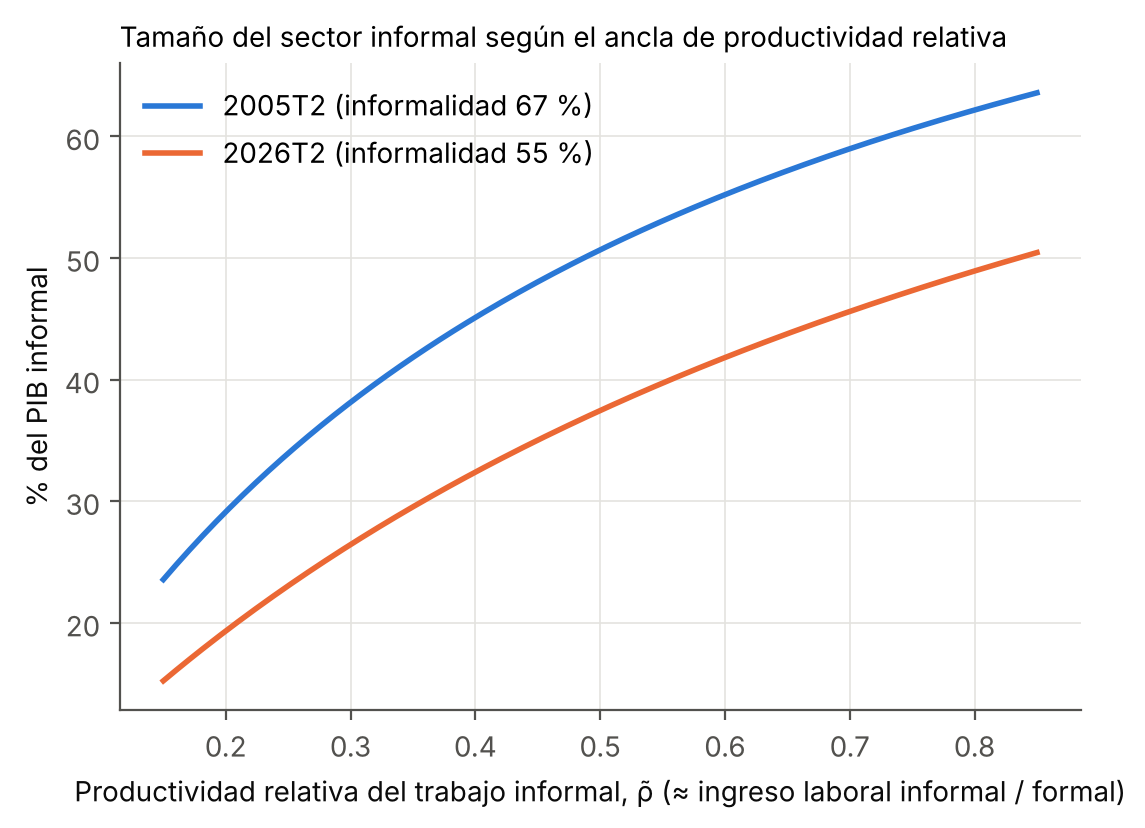 Tamaño del sector informal según el ancla de productividad relativa
2005T2 (informalidad 67 %)
2026T2 (informalidad 55 %)
% del PIB informal
60
50
40
30
20
0.2 0.3 0.4 0.5 0.6 0.7 0.8
Productividad relativa del trabajo informal, ρ̃ (≈ ingreso laboral informal / formal)